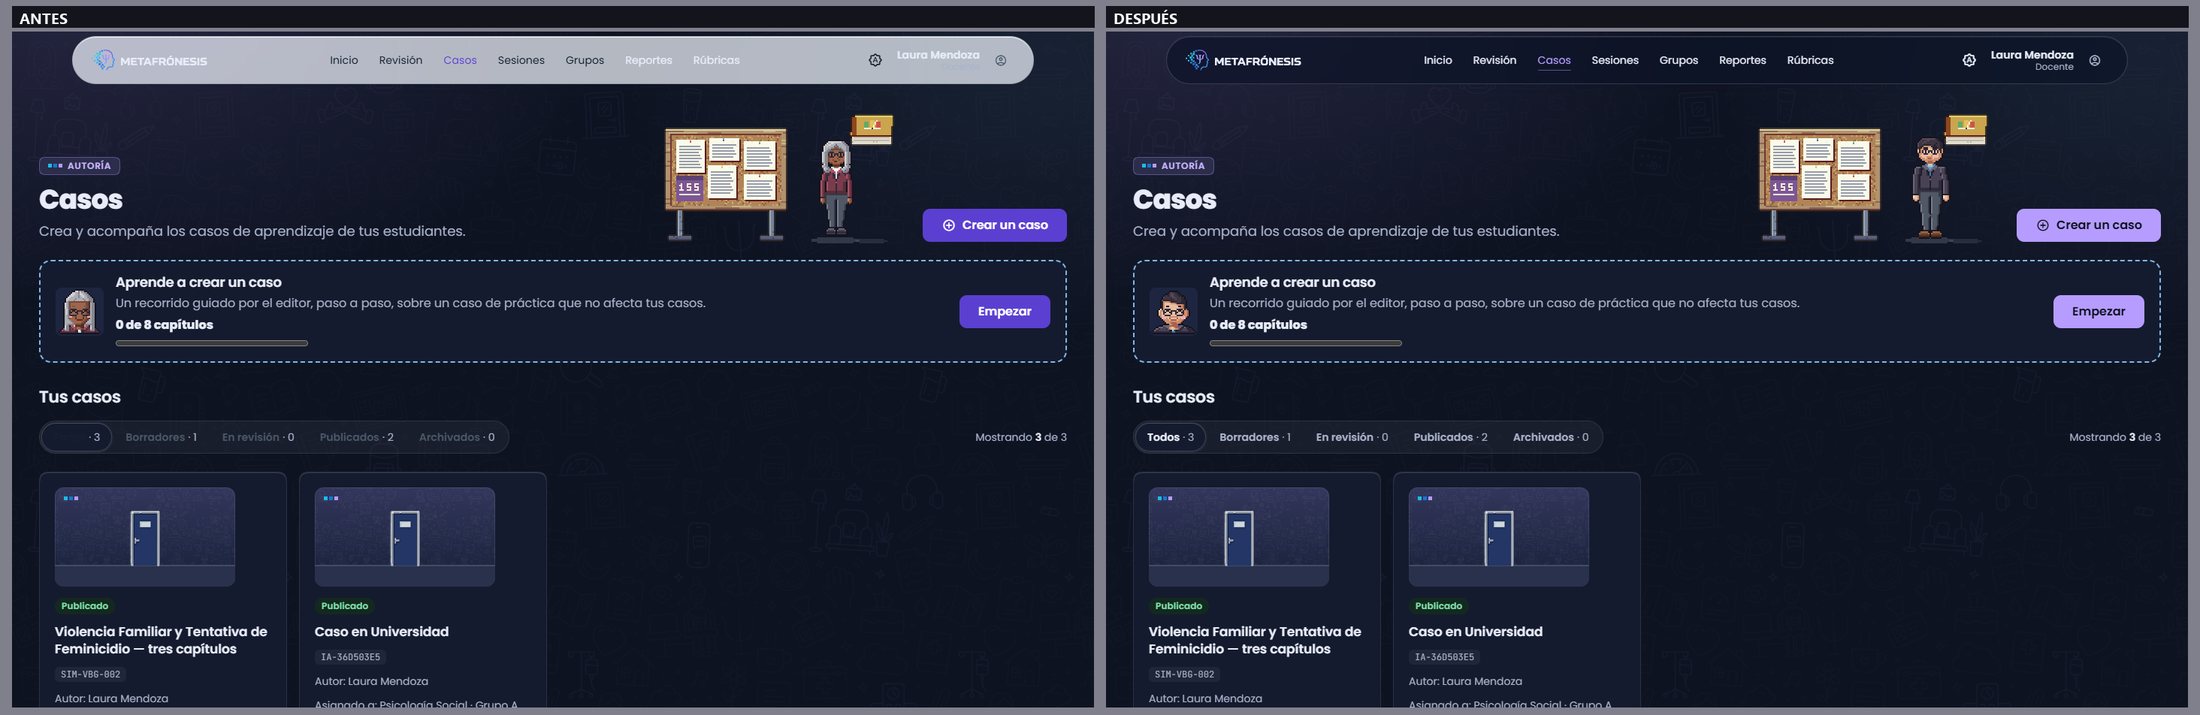 ANTES
METAFRÓNESIS
Inicio Revisión Casos Sesiones Grupos Reportes Rúbricas
Laura Mendoza
AUTORÍA
Casos
Crea y acompaña los casos de aprendizaje de tus estudiantes.
155
Crear un caso
Aprende a crear un caso
Un recorrido guiado por el editor, paso a paso, sobre un caso de práctica que no afecta tus casos.
0 de 8 capítulos
Empezar
Tus casos
· 3 Borradores · 1 En revisión · 0 Publicados · 2 Archivados · 0
Mostrando 3 de 3
Publicado
Violencia Familiar y Tentativa de
Feminicidio — tres capítulos
SIM-VBG-002
Autor: Laura Mendoza
Publicado
Caso en Universidad
IA-36D503E5
Autor: Laura Mendoza
Asignado a: Psicología Social · Grupo A
DESPUÉS
METAFRÓNESIS
Inicio Revisión Casos Sesiones Grupos Reportes Rúbricas
Laura Mendoza
Docente
AUTORÍA
Casos
Crea y acompaña los casos de aprendizaje de tus estudiantes.
155
Crear un caso
Aprende a crear un caso
Un recorrido guiado por el editor, paso a paso, sobre un caso de práctica que no afecta tus casos.
0 de 8 capítulos
Empezar
Tus casos
Todos · 3 Borradores · 1 En revisión · 0 Publicados · 2 Archivados · 0
Mostrando 3 de 3
Publicado
Violencia Familiar y Tentativa de
Feminicidio — tres capítulos
SIM-VBG-002
Autor: Laura Mendoza
Publicado
Caso en Universidad
IA-36D503E5
Autor: Laura Mendoza
Asignado a: Psicología Social · Grupo A